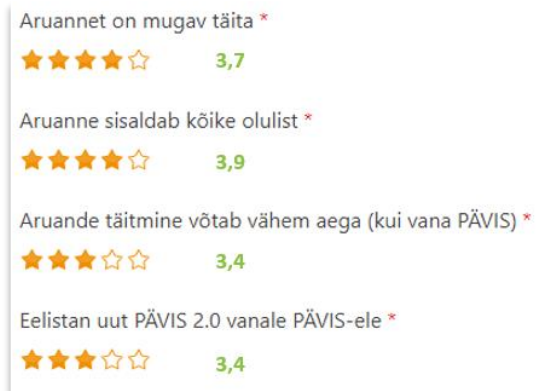 Aruannet on mugav täita *
3,7
Aruanne sisaldab kõike olulist *
3,9
Aruande täitmine võtab vähem aega (kui vana PÄVIS) *
3,4
Eelistan uut PÄVIS 2.0 vanale PÄVIS-ele *
3,4